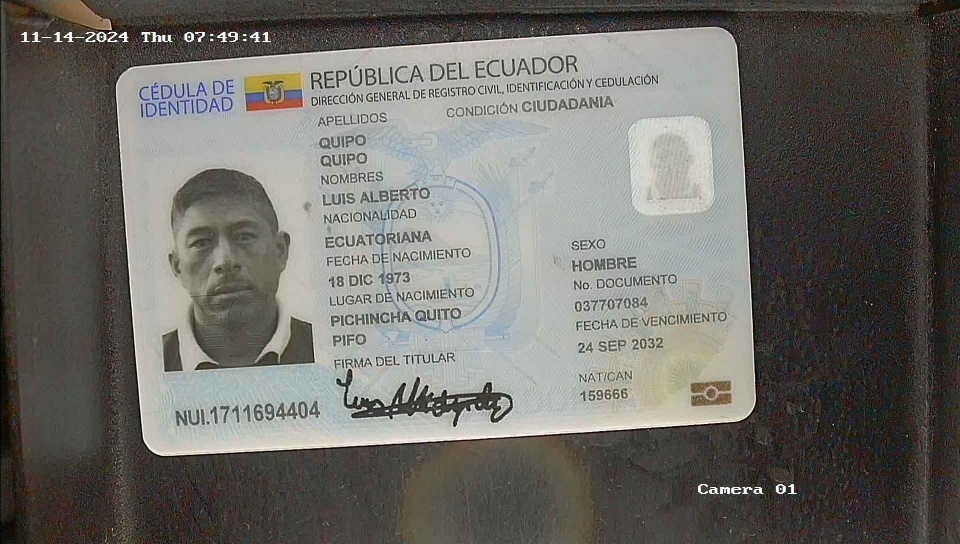 11-14-2024 Thu 07:49:41
CÉDULA DE
IDENTIDAD
REPÚBLICA DEL ECUADOR
DIRECCIÓN GENERAL DE REGISTRO CIVIL, IDENTIFICACIÓN Y CEDULACIÓN
APELLIDOS
CONDICIÓN CIUDADANIA
QUIPO
QUIPO
NOMBRES
LUIS ALBERTO
NACIONALIDAD
ECUATORIANA
FECHA DE NACIMIENTO
18 DIC 1973
LUGAR DE NACIMIENTO
PICHINCHA QUITO
PIFO
FIRMA DEL TITULAR
SEXO
HOMBRE
No. DOCUMENTO
037707084
FECHA DE VENCIMIENTO
24 SEP 2032
NAT/CAN
159666
NUI.1711694404
Camera 01